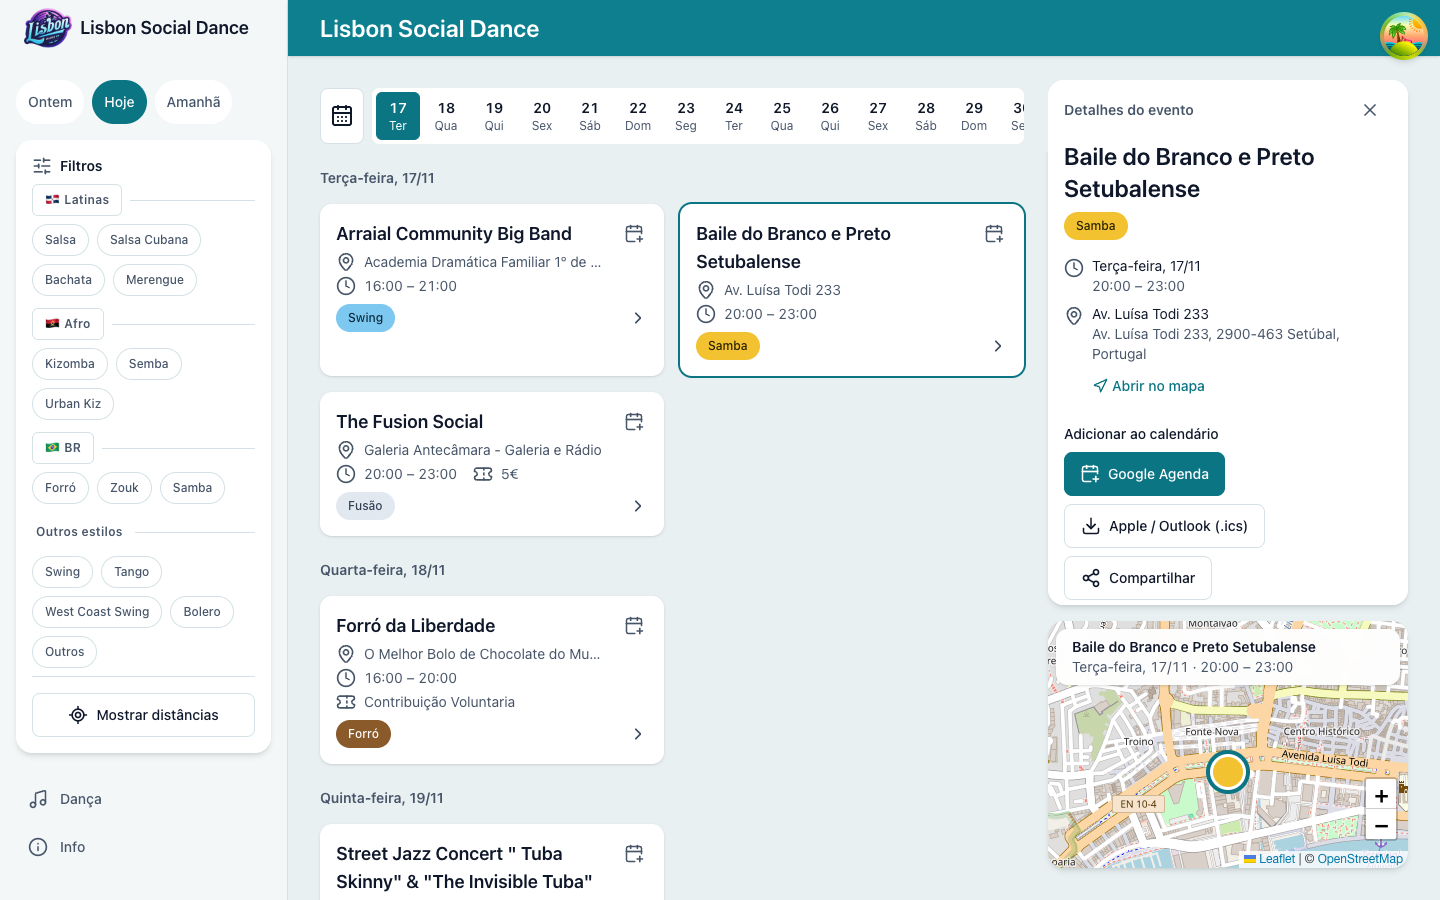 Lisbon
Lisbon Social Dance
Ontem
Hoje
Amanhã
Filtros
Latinas
Salsa
Salsa Cubana
Bachata
Merengue
Afro
Kizomba
Semba
Urban Kiz
BR
Forró
Zouk
Samba
Outros estilos
Swing
Tango
West Coast Swing
Bolero
Outros
Mostrar distâncias
Dança
Info
Lisbon Social Dance
17 18 19 20 21 22 23 24 25 26 27 28 29
Ter Qua Qui Sex Sáb Dom Seg Ter Qua Qui Sex Sáb Dom
Terça-feira, 17/11
Arraial Community Big Band
Academia Dramática Familiar 1º de ...
16:00 – 21:00
Swing
Baile do Branco e Preto
Setubalense
Av. Luísa Todi 233
20:00 – 23:00
Samba
The Fusion Social
Galeria Antecâmara - Galeria e Rádio
20:00 – 23:00 5€
Fusão
Quarta-feira, 18/11
Forró da Liberdade
O Melhor Bolo de Chocolate do Mu...
16:00 – 20:00
Contribuição Voluntaria
Forró
Quinta-feira, 19/11
Street Jazz Concert " Tuba
Skinny" & "The Invisible Tuba"
Detalhes do evento
Baile do Branco e Preto
Setubalense
Samba
Terça-feira, 17/11
20:00 – 23:00
Av. Luísa Todi 233
Av. Luísa Todi 233, 2900-463 Setúbal,
Portugal
Abrir no mapa
Adicionar ao calendário
Google Agenda
Apple / Outlook (.ics)
Compartilhar
Montalvão
Baile do Branco e Preto Setubalense
Terça-feira, 17/11 · 20:00 – 23:00
Troino
Fonte Nova
Centro Histórico
Avenida Luísa Todi
EN 10-4
+
−
Leaflet | © OpenStreetMap